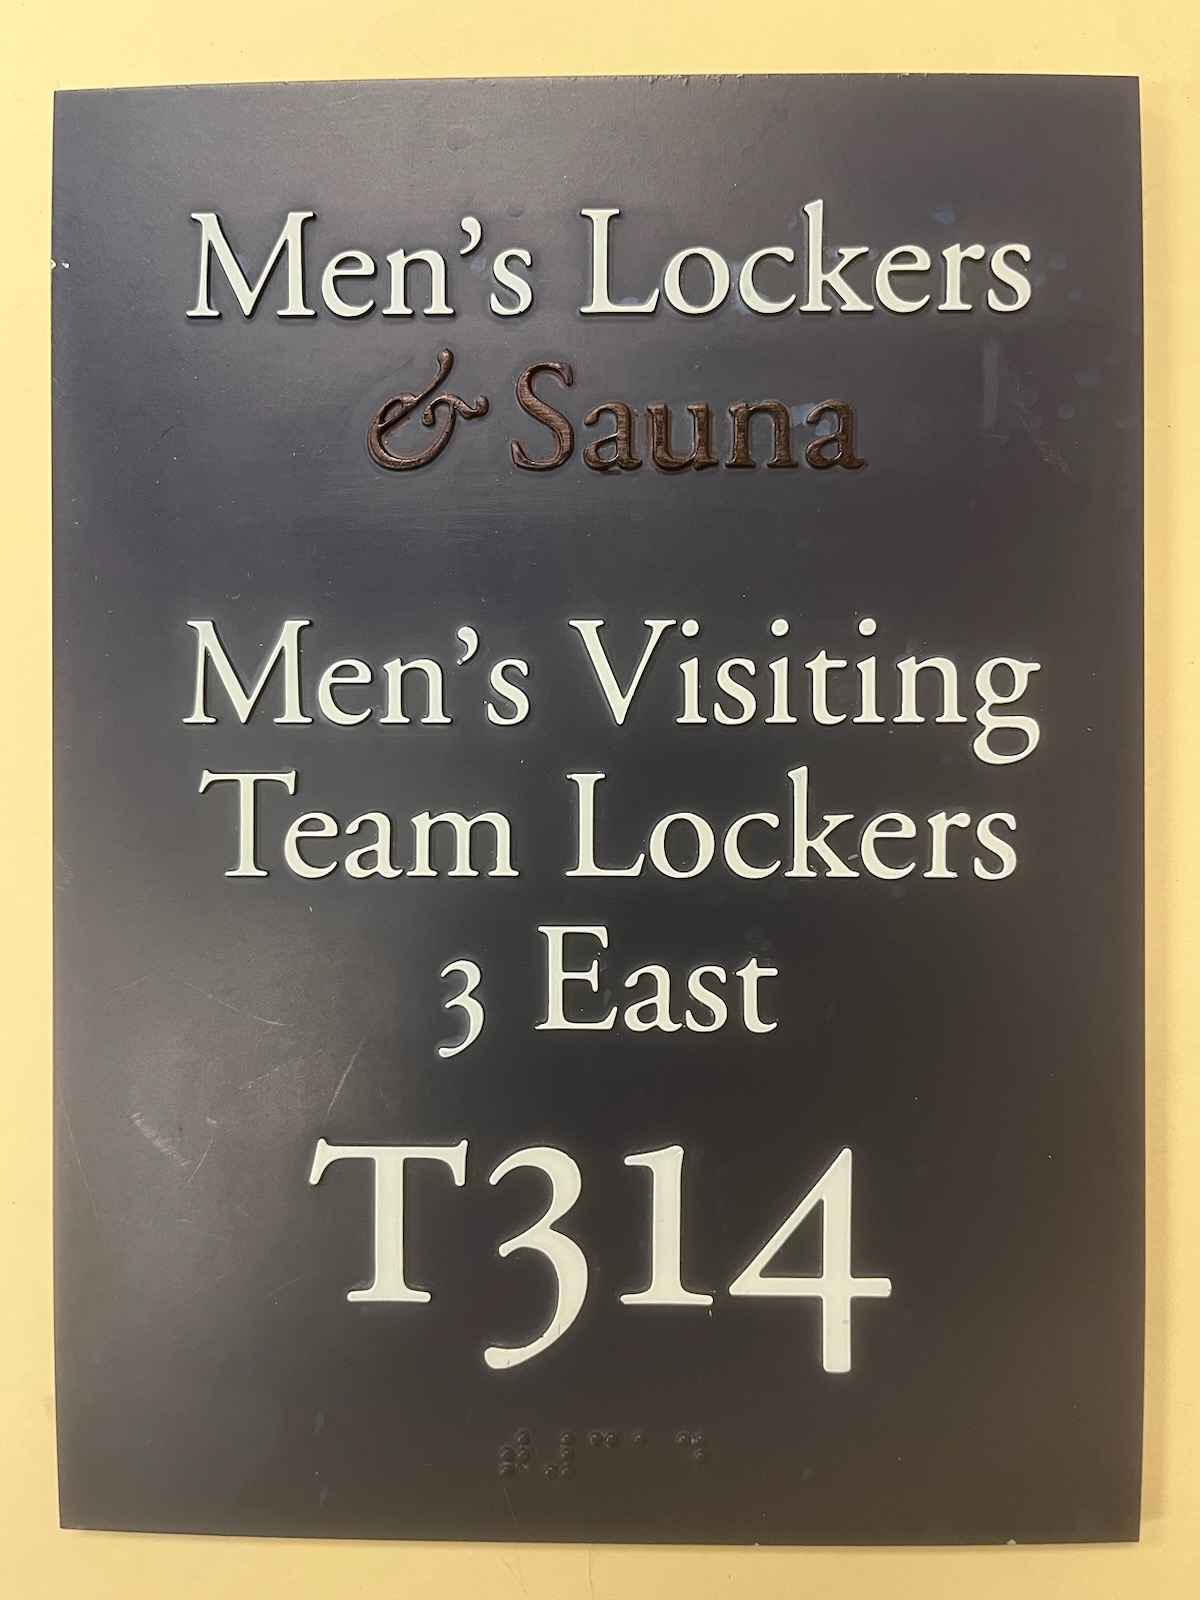 Men's Lockers
& Sauna
Men's Visiting
Team Lockers
3 East
T314
⠞⠼⠉⠁⠙